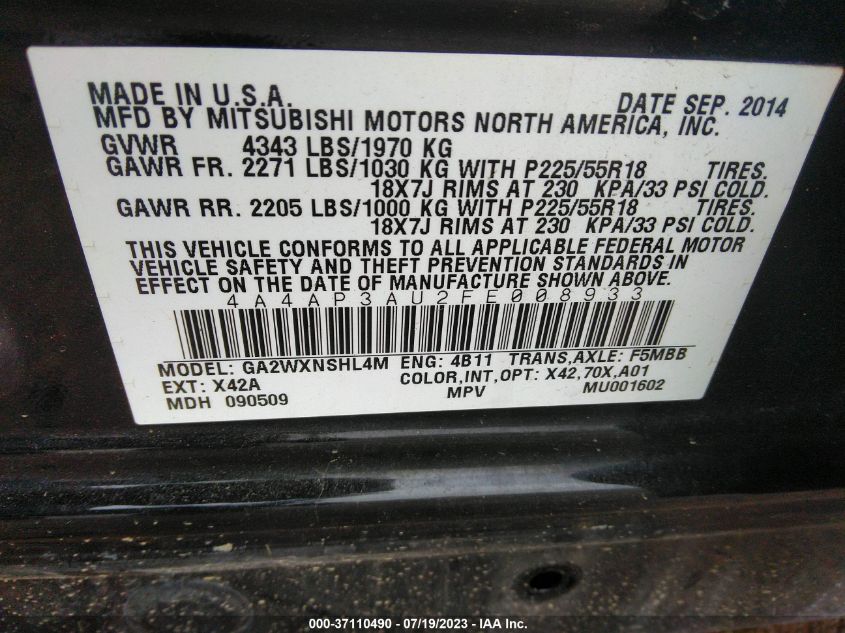 MADE IN U.S.A. DATE SEP. 2014
MFD BY MITSUBISHI MOTORS NORTH AMERICA, INC.
GVWR 4343 LBS/1970 KG
GAWR FR. 2271 LBS/1030 KG WITH P225/55R18 TIRES.
18X7J RIMS AT 230 KPA/33 PSI COLD.
GAWR RR. 2205 LBS/1000 KG WITH P225/55R18 TIRES.
18X7J RIMS AT 230 KPA/33 PSI COLD.
THIS VEHICLE CONFORMS TO ALL APPLICABLE FEDERAL MOTOR
VEHICLE SAFETY AND THEFT PREVENTION STANDARDS IN
EFFECT ON THE DATE OF MANUFACTURE SHOWN ABOVE.
4A4AP3AU2FE008933
MODEL: GA2WXNSHL4M ENG: 4B11 TRANS,AXLE: F5MBB
EXT: X42A COLOR,INT,OPT: X42,70X,A01
MDH 090509 MPV MU001602
000-37110490 - 07/19/2023 - IAA Inc.